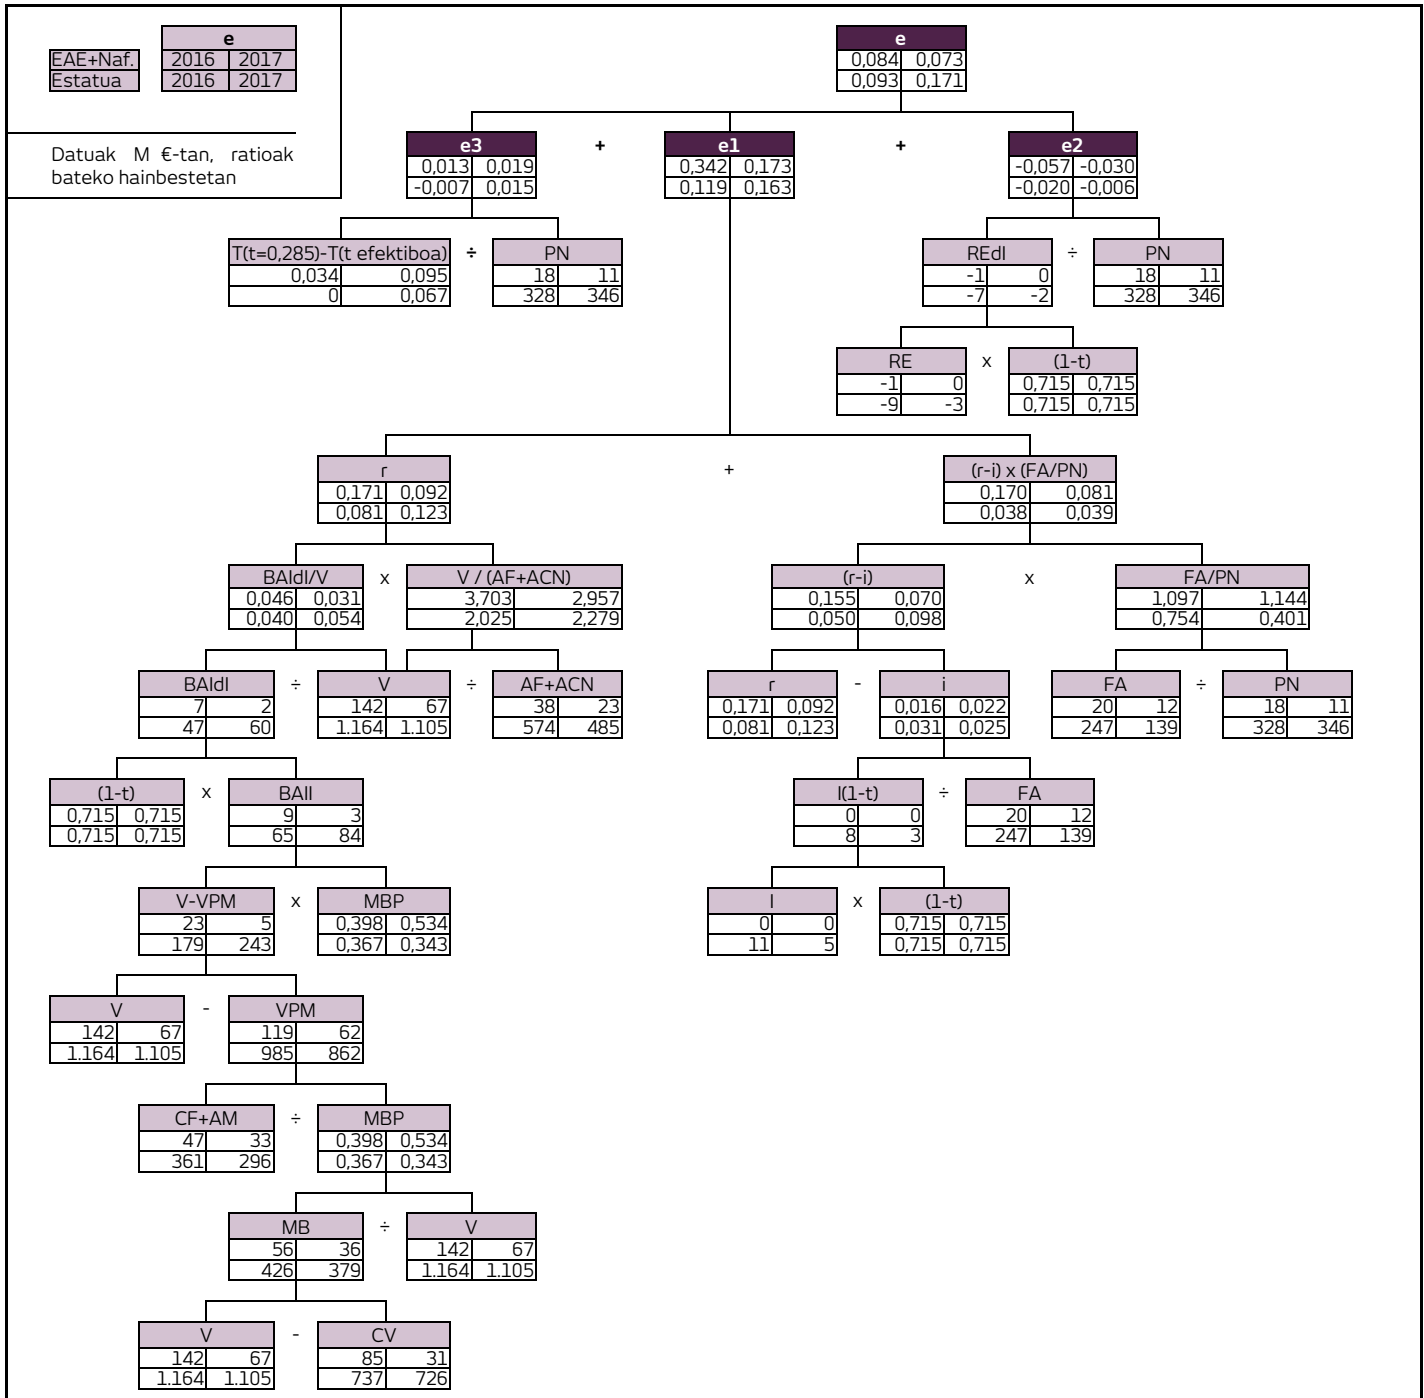 e
EAE+Naf. 2016 2017
Estatua 2016 2017
Datuak M €-tan, ratioak
bateko hainbestetan
e
0,084 0,073
0,093 0,171
e3 + e1 + e2
0,013 0,019 0,342 0,173 -0,057 -0,030
-0,007 0,015 0,119 0,163 -0,020 -0,006
T(t=0,285)-T(t efektiboa) ÷ PN REdI ÷ PN
0,034 0,095 18 11 -1 0 18 11
0 0,067 328 346 -7 -2 328 346
RE x (1-t)
-1 0 0,715 0,715
-9 -3 0,715 0,715
r + (r-i) x (FA/PN)
0,171 0,092 0,170 0,081
0,081 0,123 0,038 0,039
BAIdI/V x V / (AF+ACN) (r-i) x FA/PN
0,046 0,031 3,703 2,957 0,155 0,070 1,097 1,144
0,040 0,054 2,025 2,279 0,050 0,098 0,754 0,401
BAIdI ÷ V ÷ AF+ACN r - i FA ÷ PN
7 2 142 67 38 23 0,171 0,092 0,016 0,022 20 12 18 11
47 60 1.164 1.105 574 485 0,081 0,123 0,031 0,025 247 139 328 346
(1-t) x BAII I(1-t) ÷ FA
0,715 0,715 9 3 0 0 20 12
0,715 0,715 65 84 8 3 247 139
V-VPM x MBP I x (1-t)
23 5 0,398 0,534 0 0 0,715 0,715
179 243 0,367 0,343 11 5 0,715 0,715
V - VPM
142 67 119 62
1.164 1.105 985 862
CF+AM ÷ MBP
47 33 0,398 0,534
361 296 0,367 0,343
MB ÷ V
56 36 142 67
426 379 1.164 1.105
V - CV
142 67 85 31
1.164 1.105 737 726